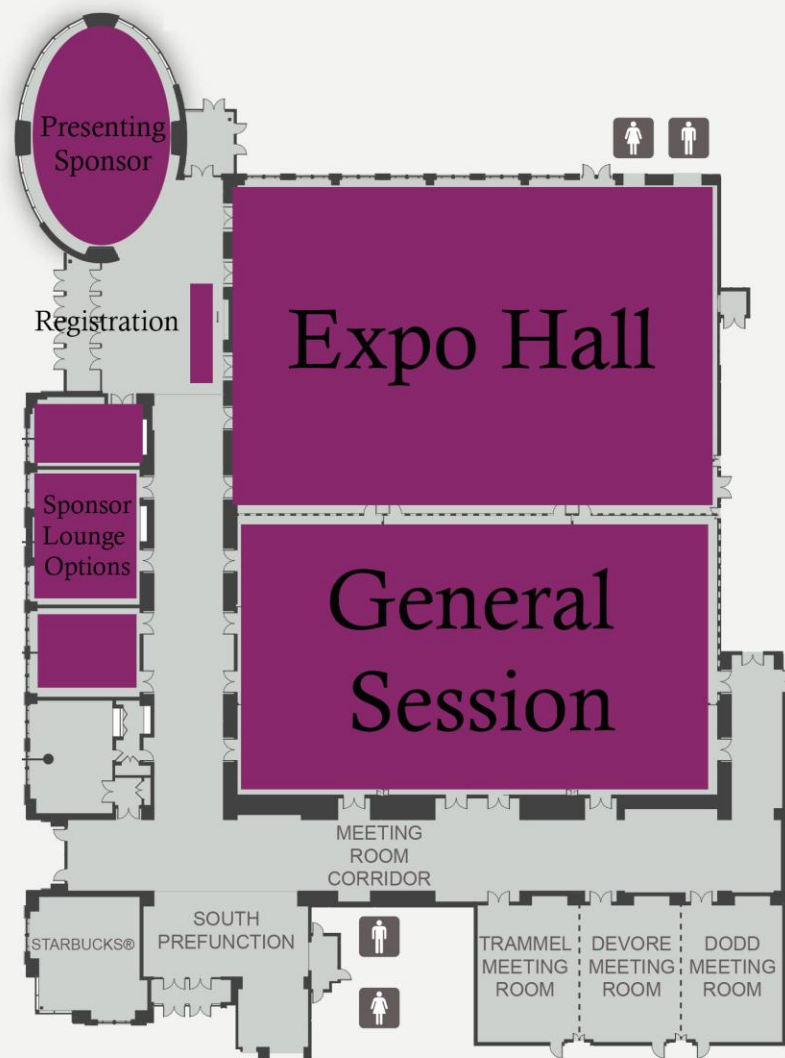 Presenting
Sponsor
Registration
Expo Hall
Sponsor
Lounge
Options
General
Session
MEETING
ROOM
CORRIDOR
STARBUCKS®
SOUTH
PREFUNCTION
TRAMMEL
MEETING
ROOM
DEVORE
MEETING
ROOM
DODD
MEETING
ROOM